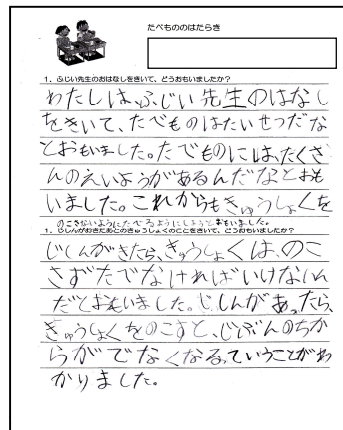 たべもののはたらき
1．ふじい先生のおはなしをきいて、どうおもいましたか？
わたしは、ふじい先生のはなし
をきいて、たべものはたいせつだな
とおもいました。たべものには、たくさ
んのえいようがあるんだなとおも
いました。これからもきゅうしょくを
のこさないようにたべるようにしようとおもいました。
1．じしんがおきたあとのきゅうしょくのことをきいて、どうおもいましたか？
じしんがきたら、きゅうしょくは、のこ
さずたでなければいけないん
だとおもいました。じしんがあったら、
きゅうしょくをのこすと、じぶんのちか
らがでなくなるっていうことがわ
かりました。